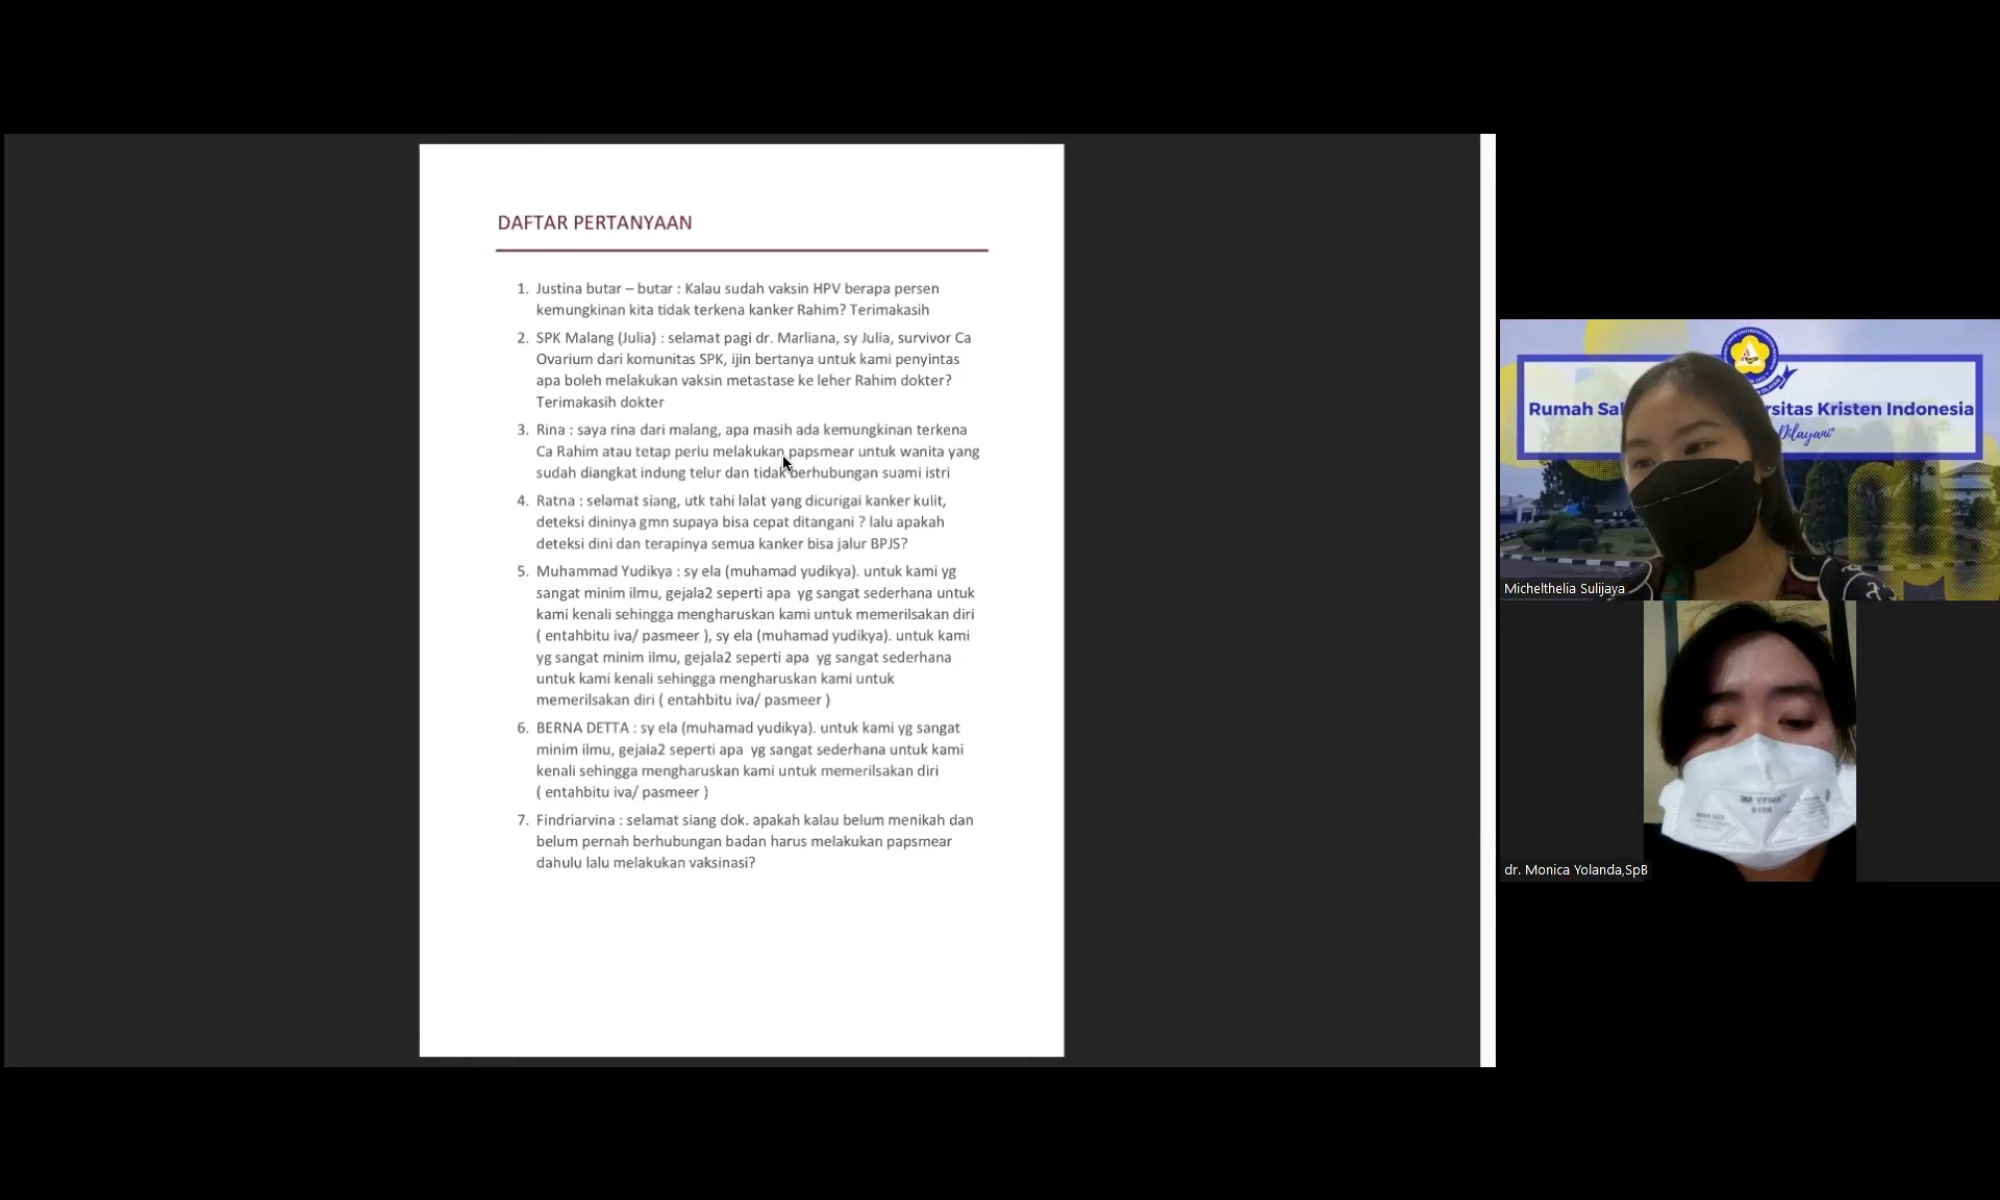 DAFTAR PERTANYAAN
1. Justina butar – butar : Kalau sudah vaksin HPV berapa persen
kemungkinan kita tidak terkena kanker Rahim? Terimakasih
2. SPK Malang (Julia) : selamat pagi dr. Marliana, sy Julia, survivor Ca
Ovarium dari komunitas SPK, ijin bertanya untuk kami penyintas
apa boleh melakukan vaksin metastase ke leher Rahim dokter?
Terimakasih dokter
3. Rina : saya rina dari malang, apa masih ada kemungkinan terkena
Ca Rahim atau tetap perlu melakukan papsmear untuk wanita yang
sudah diangkat indung telur dan tidak berhubungan suami istri
4. Ratna : selamat siang, utk tahi lalat yang dicurigai kanker kulit,
deteksi dininya gmn supaya bisa cepat ditangani ? lalu apakah
deteksi dini dan terapinya semua kanker bisa jalur BPJS?
5. Muhammad Yudikya : sy ela (muhamad yudikya). untuk kami yg
sangat minim ilmu, gejala2 seperti apa yg sangat sederhana untuk
kami kenali sehingga mengharuskan kami untuk memerilsakan diri
( entahbitu iva/ pasmeer ), sy ela (muhamad yudikya). untuk kami
yg sangat minim ilmu, gejala2 seperti apa yg sangat sederhana
untuk kami kenali sehingga mengharuskan kami untuk
memerilsakan diri ( entahbitu iva/ pasmeer )
6. BERNA DETTA : sy ela (muhamad yudikya). untuk kami yg sangat
minim ilmu, gejala2 seperti apa yg sangat sederhana untuk kami
kenali sehingga mengharuskan kami untuk memerilsakan diri
( entahbitu iva/ pasmeer )
7. Findriarvina : selamat siang dok. apakah kalau belum menikah dan
belum pernah berhubungan badan harus melakukan papsmear
dahulu lalu melakukan vaksinasi?
Rumah Sa rsitas Kristen Indonesia
Dilayani"
Michelthelia Sulijaya
dr. Monica Yolanda,SpB